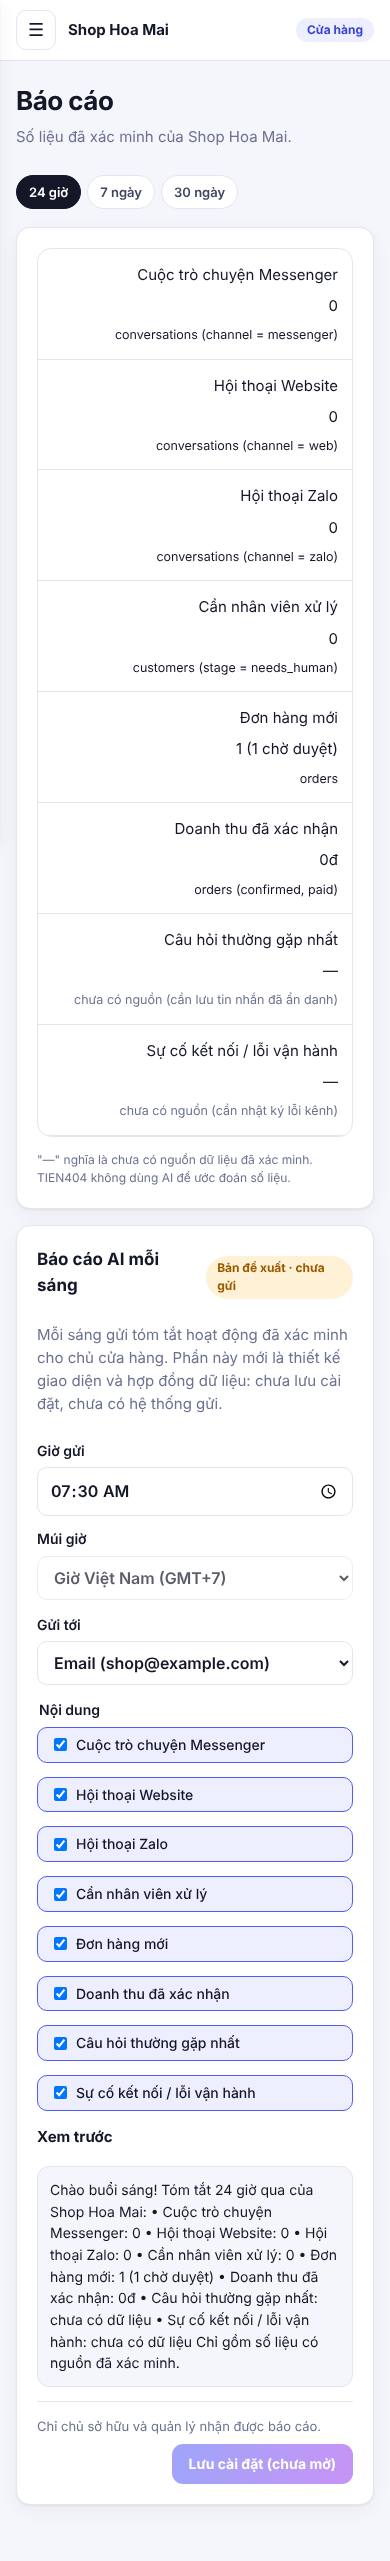 ☰ Shop Hoa Mai Cửa hàng
Báo cáo
Số liệu đã xác minh của Shop Hoa Mai.
24 giờ 7 ngày 30 ngày
Cuộc trò chuyện Messenger
0
conversations (channel = messenger)
Hội thoại Website
0
conversations (channel = web)
Hội thoại Zalo
0
conversations (channel = zalo)
Cần nhân viên xử lý
0
customers (stage = needs_human)
Đơn hàng mới
1 (1 chờ duyệt)
orders
Doanh thu đã xác nhận
0đ
orders (confirmed, paid)
Câu hỏi thường gặp nhất
—
chưa có nguồn (cần lưu tin nhắn đã ẩn danh)
Sự cố kết nối / lỗi vận hành
—
chưa có nguồn (cần nhật ký lỗi kênh)
"—" nghĩa là chưa có nguồn dữ liệu đã xác minh.
TIEN404 không dùng AI để ước đoán số liệu.
Báo cáo AI mỗi
sáng
Bản đề xuất · chưa
gửi
Mỗi sáng gửi tóm tắt hoạt động đã xác minh
cho chủ cửa hàng. Phần này mới là thiết kế
giao diện và hợp đồng dữ liệu: chưa lưu cài
đặt, chưa có hệ thống gửi.
Giờ gửi
07:30 AM
Múi giờ
Giờ Việt Nam (GMT+7)
Gửi tới
Email (shop@example.com)
Nội dung
Cuộc trò chuyện Messenger
Hội thoại Website
Hội thoại Zalo
Cần nhân viên xử lý
Đơn hàng mới
Doanh thu đã xác nhận
Câu hỏi thường gặp nhất
Sự cố kết nối / lỗi vận hành
Xem trước
Chào buổi sáng! Tóm tắt 24 giờ qua của
Shop Hoa Mai: • Cuộc trò chuyện
Messenger: 0 • Hội thoại Website: 0 • Hội
thoại Zalo: 0 • Cần nhân viên xử lý: 0 • Đơn
hàng mới: 1 (1 chờ duyệt) • Doanh thu đã
xác nhận: 0đ • Câu hỏi thường gặp nhất:
chưa có dữ liệu • Sự cố kết nối / lỗi vận
hành: chưa có dữ liệu Chỉ gồm số liệu có
nguồn đã xác minh.
Chỉ chủ sở hữu và quản lý nhận được báo cáo.
Lưu cài đặt (chưa mở)